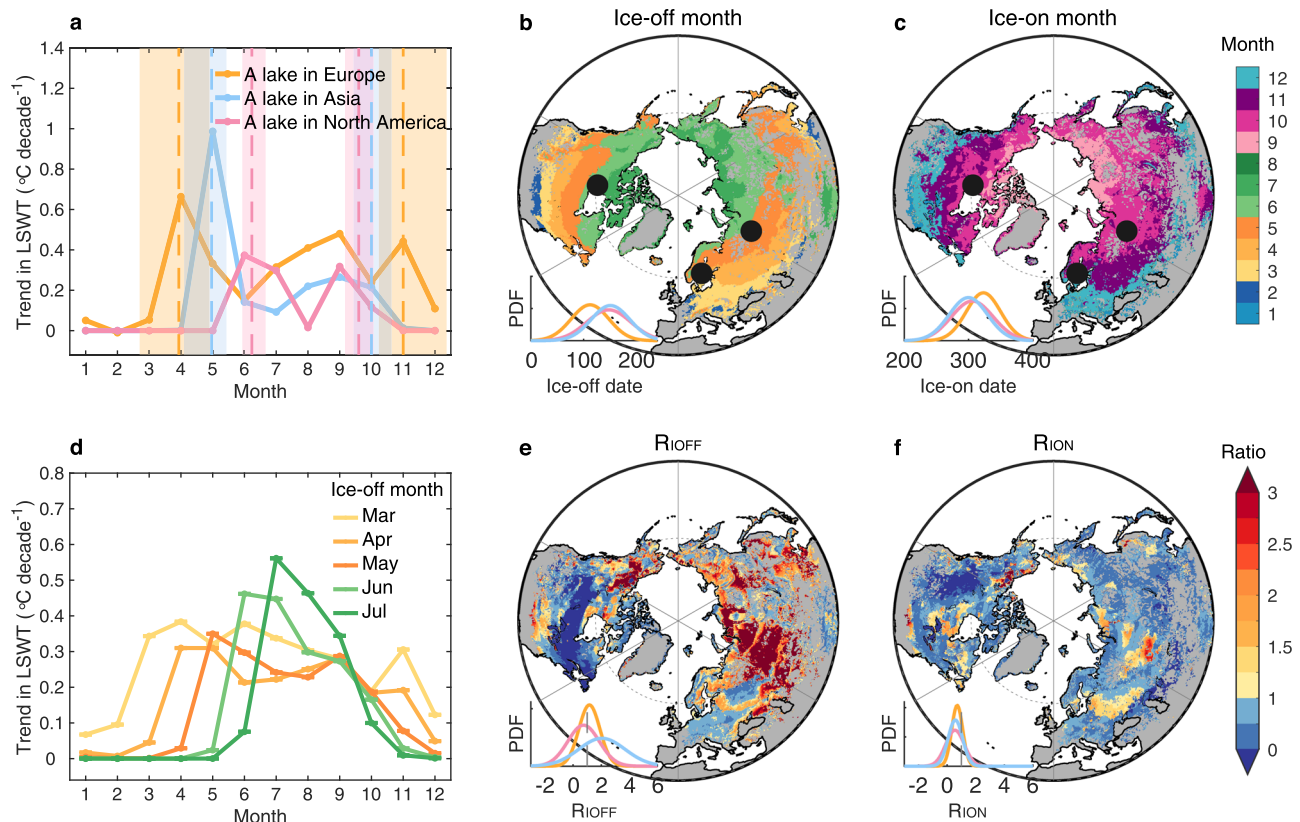 a
1.4
1.2
1
0.8
0.6
0.4
0.2
0
Trend in LSWT ( °C decade-1)
A lake in Europe
A lake in Asia
A lake in North America
1 2 3 4 5 6 7 8 9 10 11 12
Month
b
Ice-off month
PDF
0 100 200
Ice-off date
c
Ice-on month
PDF
200 300 400
Ice-on date
Month
12
11
10
9
8
7
6
5
4
3
2
1
d
0.8
0.7
0.6
0.5
0.4
0.3
0.2
0.1
0
Trend in LSWT ( °C decade-1)
Ice-off month
Mar
Apr
May
Jun
Jul
1 2 3 4 5 6 7 8 9 10 11 12
Month
e
RIOFF
PDF
-2 0 2 4 6
RIOFF
f
RION
PDF
-2 0 2 4 6
RION
Ratio
3
2.5
2
1.5
1
0